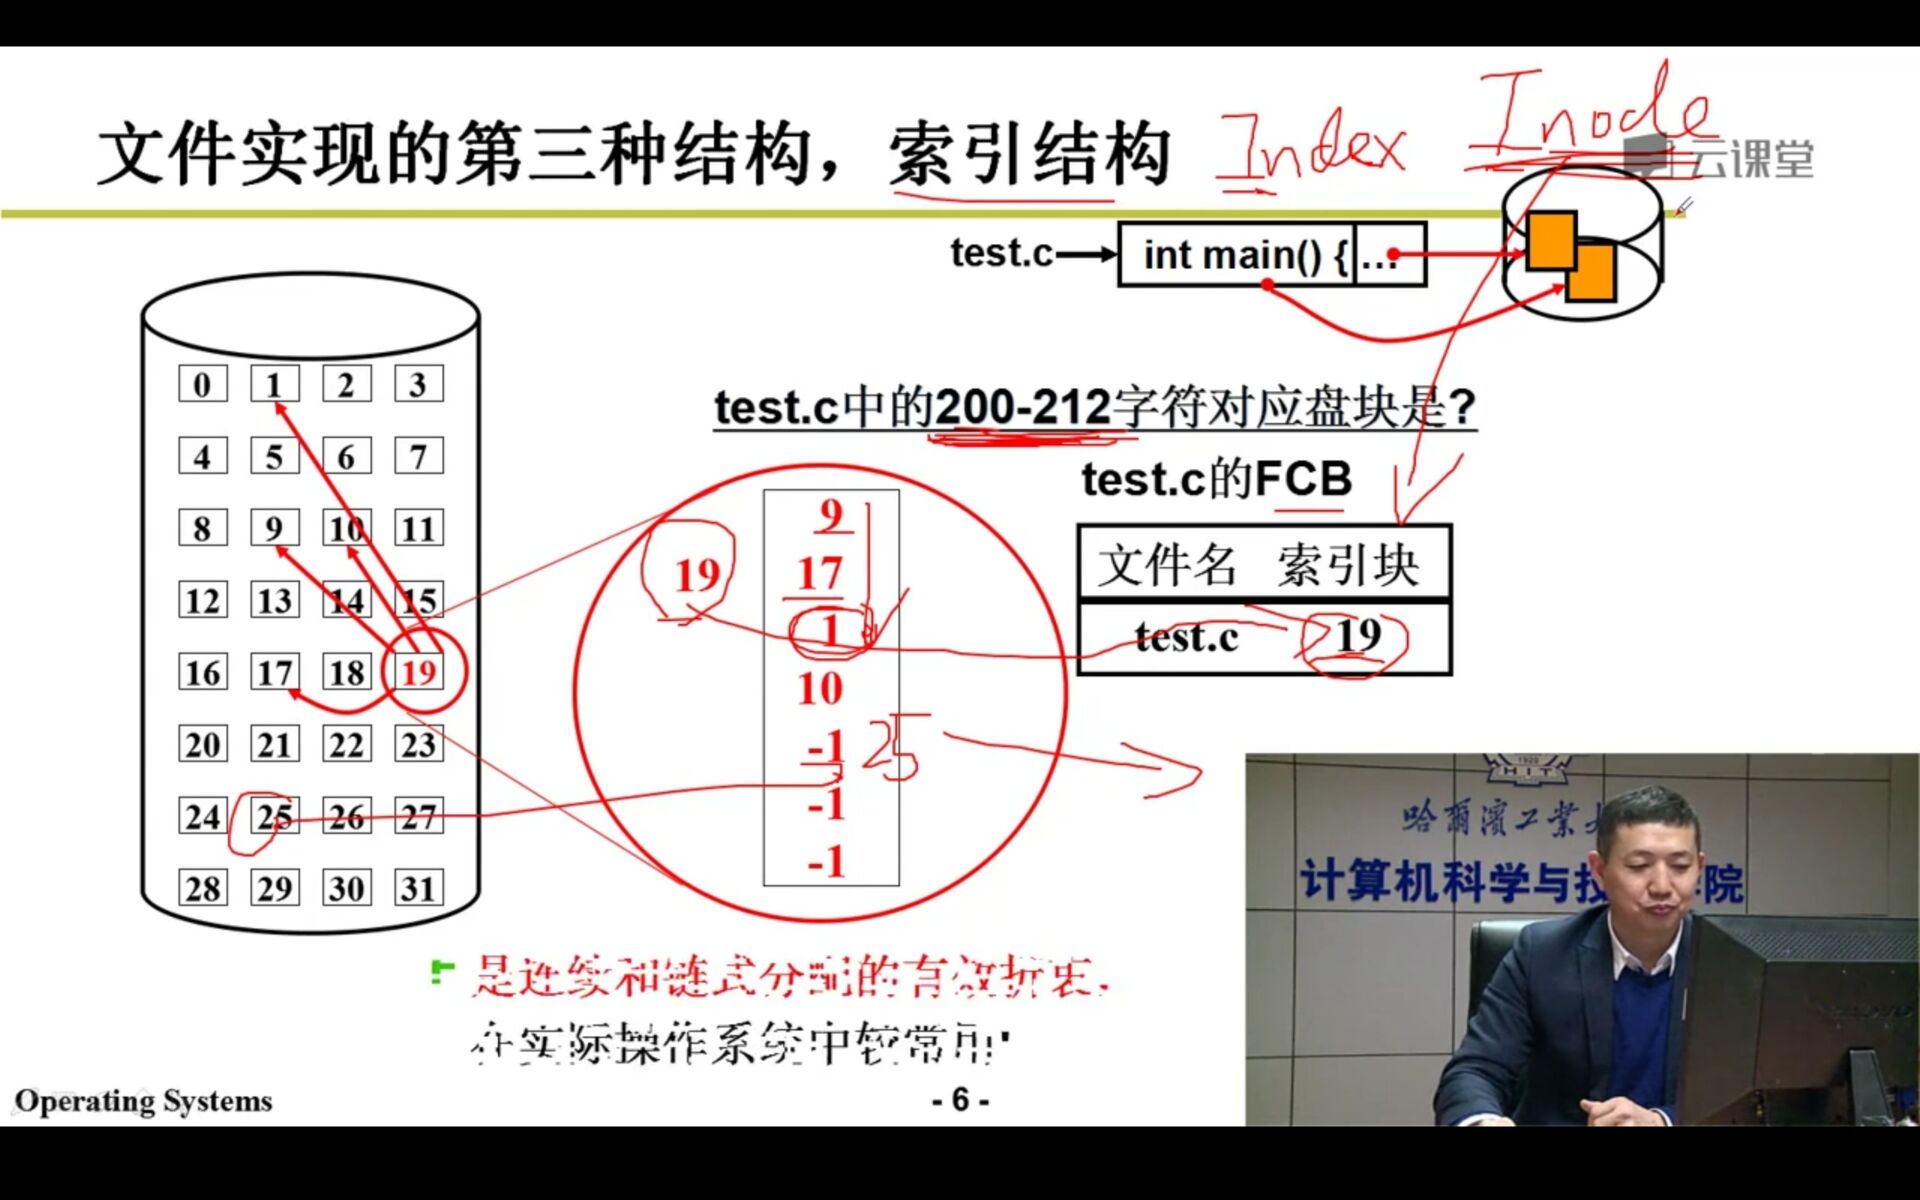 文件实现的第三种结构，索引结构 Index Inode
云课堂
test.c int main() { ...
test.c中的200-212字符对应盘块是?
test.c的FCB
文件名 索引块
test.c 19
0 1 2 3
4 5 6 7
8 9 10 11
12 13 14 15
16 17 18 19
20 21 22 23
24 25 26 27
28 29 30 31
19
9
17
1
10
-1 25
-1
-1
1920
HIT
哈爾濱工業大
计算机科学与技 学院
是连续和链式分配的有效折衷
在实际操作系统中较常用
Operating Systems
- 6 -